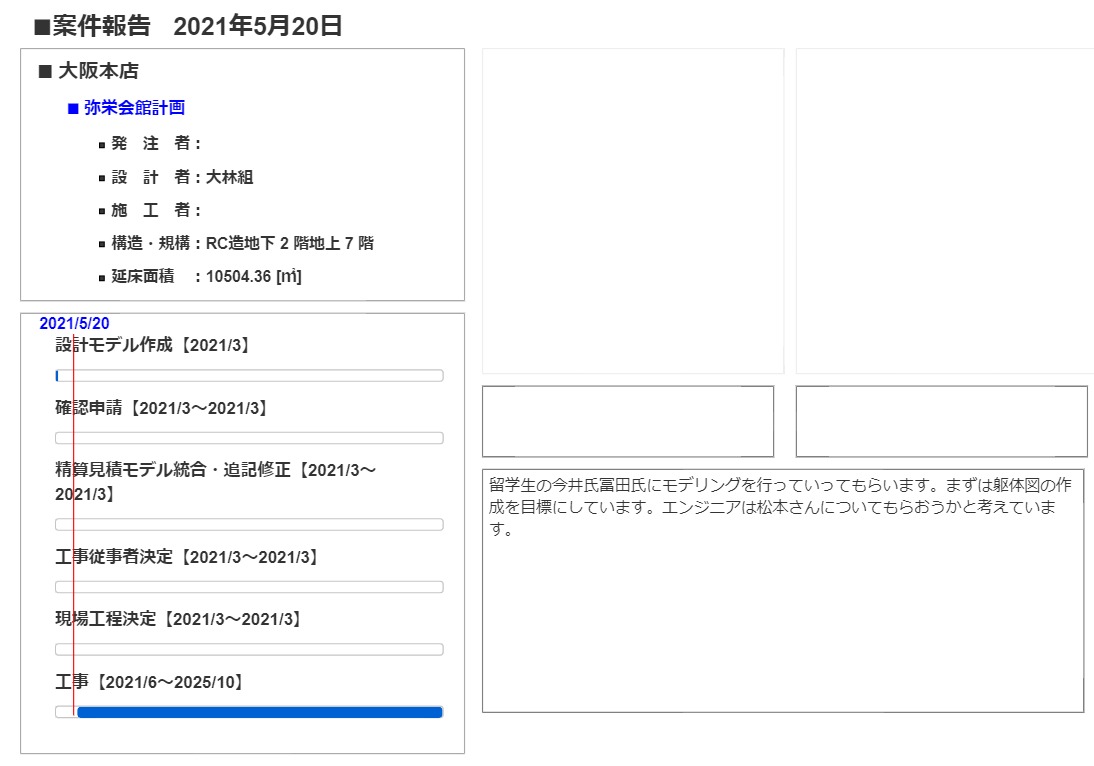 ■案件報告　2021年5月20日
■ 大阪本店
■ 弥栄会館計画
▪ 発　注　者：
▪ 設　計　者：大林組
▪ 施　工　者：
▪ 構造・規構：RC造地下 2 階地上 7 階
▪ 延床面積　：10504.36 [㎡]
2021/5/20
設計モデル作成【2021/3】
確認申請【2021/3～2021/3】
精算見積モデル統合・追記修正【2021/3～
2021/3】
工事従事者決定【2021/3～2021/3】
現場工程決定【2021/3～2021/3】
工事【2021/6～2025/10】
留学生の今井氏冨田氏にモデリングを行っていってもらいます。まずは躯体図の作
成を目標にしています。エンジニアは松本さんについてもらおうかと考えていま
す。